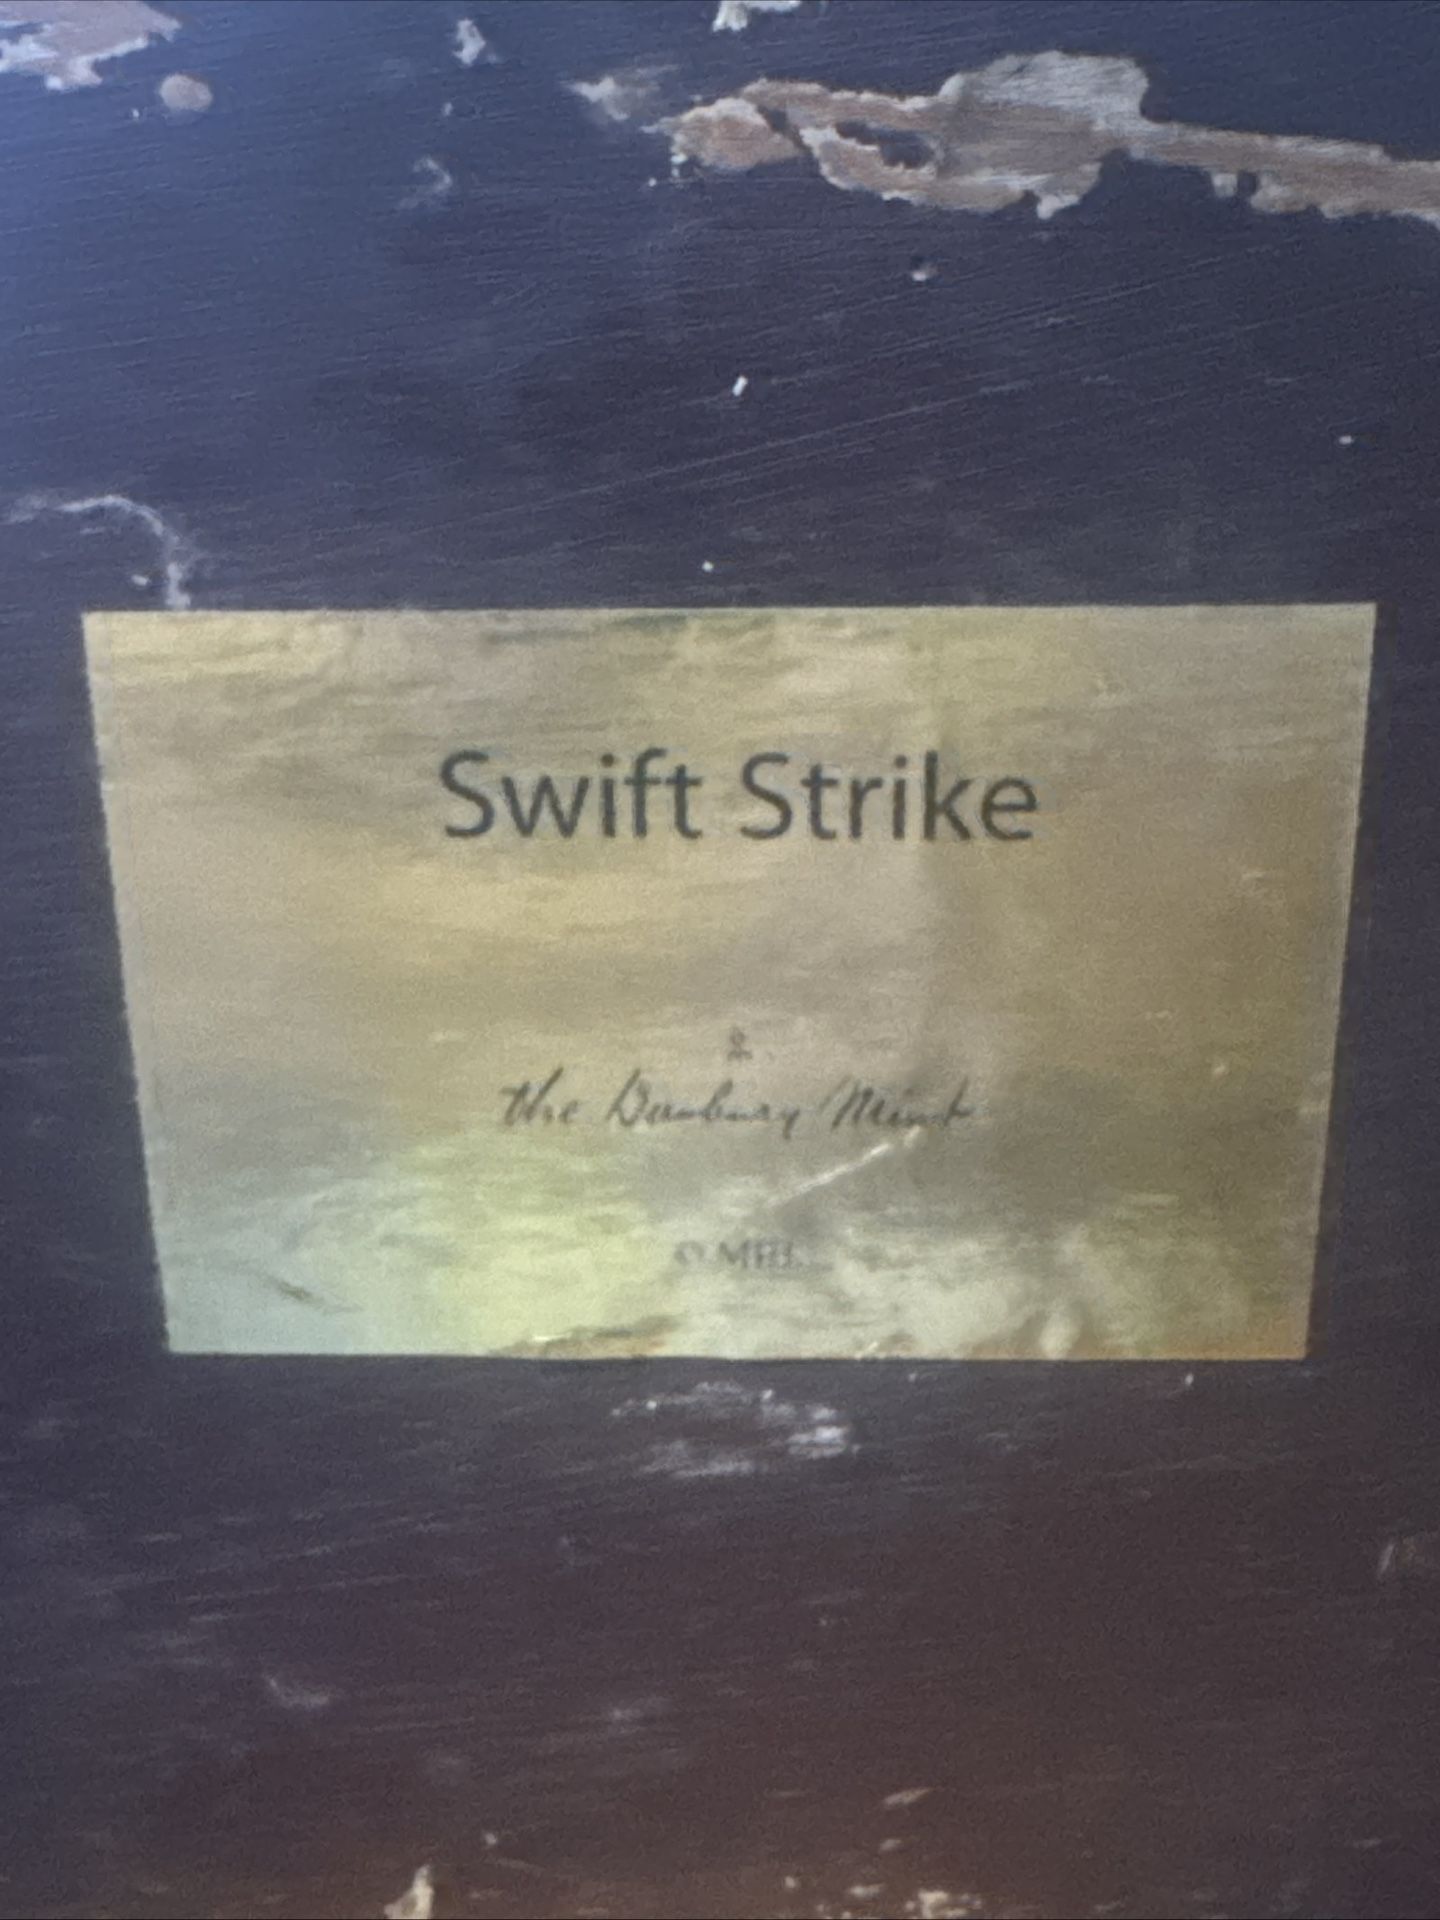 Swift Strike
the Danbury Mint
© MBI